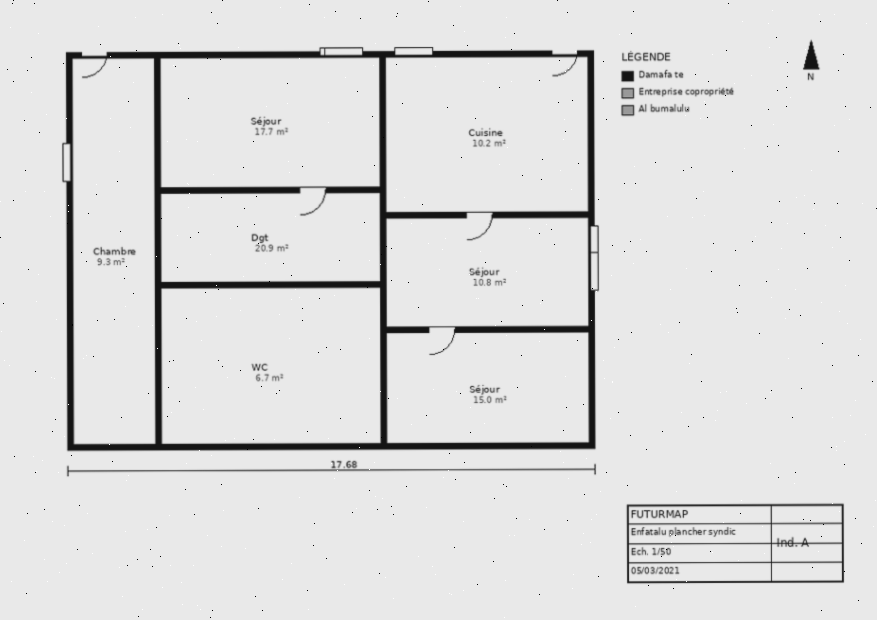 LÉGENDE
Damafa te
Entreprise copropriété
Al bumalulu
N
Séjour
17.7 m²
Cuisine
10.2 m²
Dgt
20.9 m²
Chambre
9.3 m²
Séjour
10.8 m²
WC
6.7 m²
Séjour
15.0 m²
17.68
FUTURMAP
Enfatalu plancher syndic
Ind. A
Ech. 1/50
05/03/2021